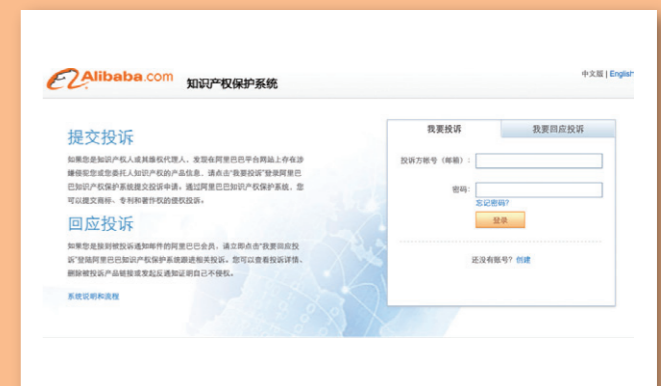 Alibaba.com 知识产权保护系统
中文版 | English
提交投诉
如果您是知识产权人或其维权代理人，发现在阿里巴巴平台网站上存在涉
嫌侵犯您或您委托人知识产权的产品信息，请点击“我要投诉”登录阿里巴
巴知识产权保护系统提交投诉申请。通过阿里巴巴知识产权保护系统，您
可以提交商标、专利和著作权的侵权投诉。
回应投诉
如果您是接到被投诉通知邮件的阿里巴巴会员，请立即点击“我要回应投
诉”登陆阿里巴巴知识产权保护系统跟进相关投诉。您可以查看投诉详情、
删除被投诉产品链接或发起反通知证明自己不侵权。
系统说明和流程
我要投诉
我要回应投诉
投诉方帐号（邮箱）：
密码：
忘记密码?
登录
还没有账号? 创建